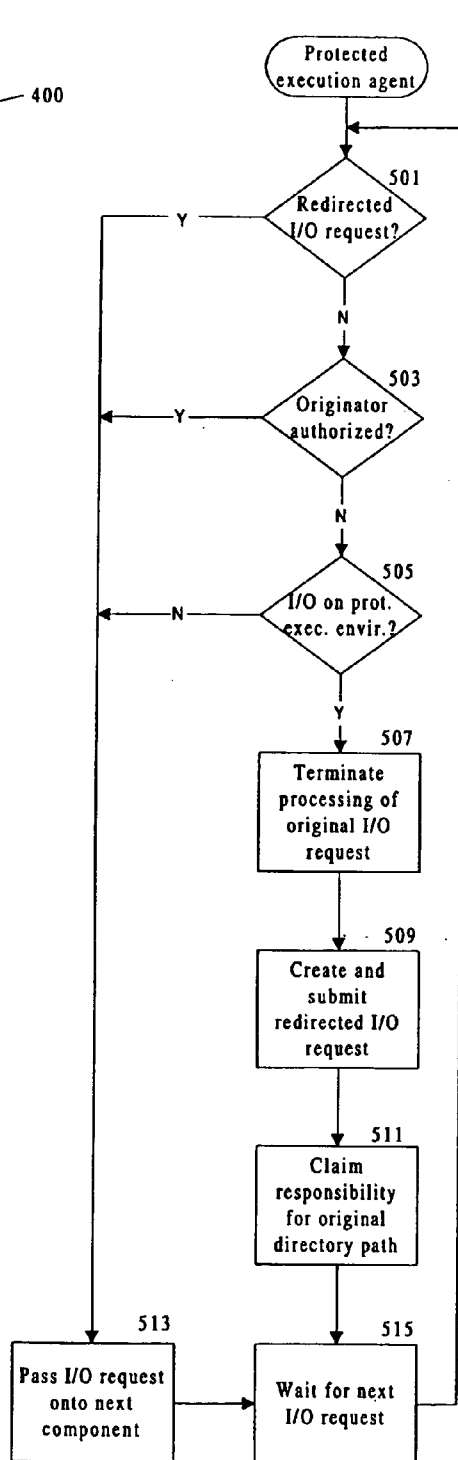 Protected
execution agent
400
501
Redirected
I/O request?
Y
N
503
Originator
authorized?
Y
N
505
I/O on prot.
exec. envir.?
N
Y
507
Terminate
processing of
original I/O
request
509
Create and
submit
redirected I/O
request
511
Claim
responsibility
for original
directory path
513
Pass I/O request
onto next
component
515
Wait for next
I/O request